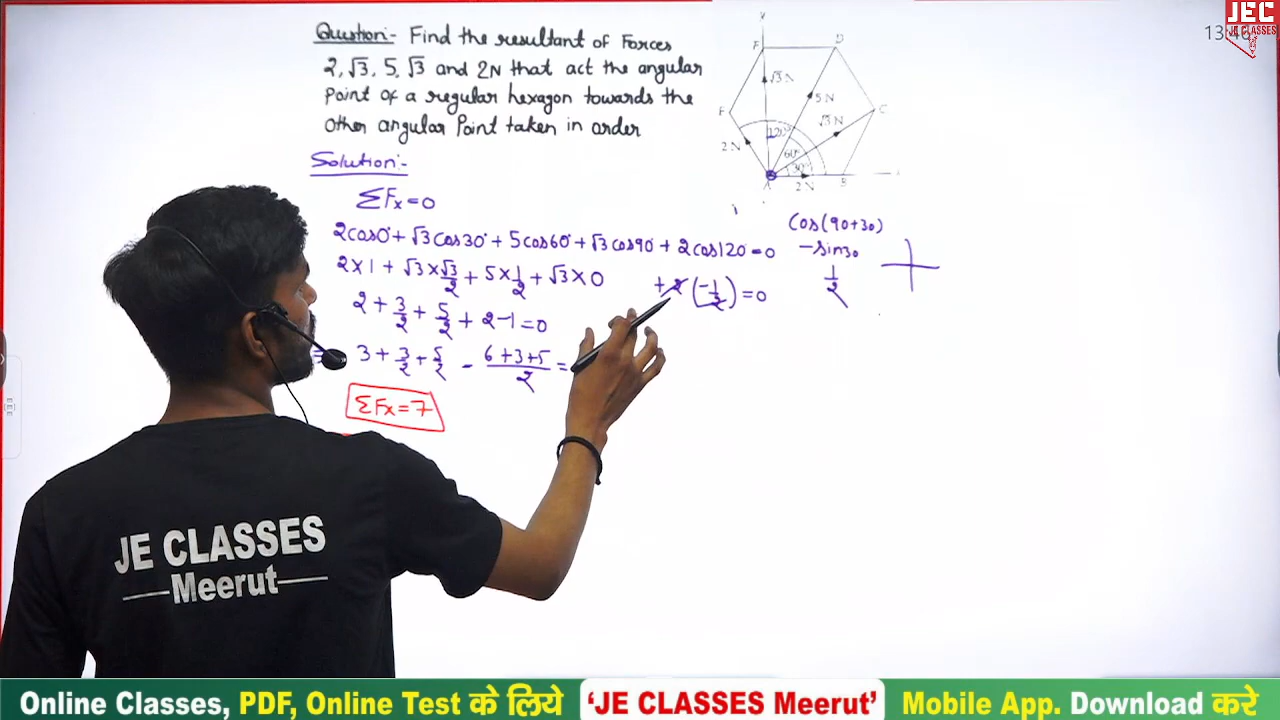 JEC
13:40
JE CLASSES
Question:- Find the resultant of Forces
2, √3, 5, √3 and 2N that act the angular
Point of a regular hexagon towards the
Other angular Point taken in order
Solution:-
ΣFx=0
2cos0° + √3cos30° + 5cos60° + √3cos90° + 2cos120° = 0
2×1 + √3×√3/2 + 5×1/2 + √3×0 + 2(-1/2) = 0
2 + 3/2 + 5/2 + 2-1 = 0
3 + 3/2 + 5/2 - 6+3+5/2 =
ΣFx=7
Cos(90+30)
-sin30
1/2
E
D
√3 N
5 N
F
C
√3 N
120°
2 N
60°
30°
2 N
B
JE CLASSES
Meerut
Online Classes, PDF, Online Test के लिये 'JE CLASSES Meerut' Mobile App. Download करे